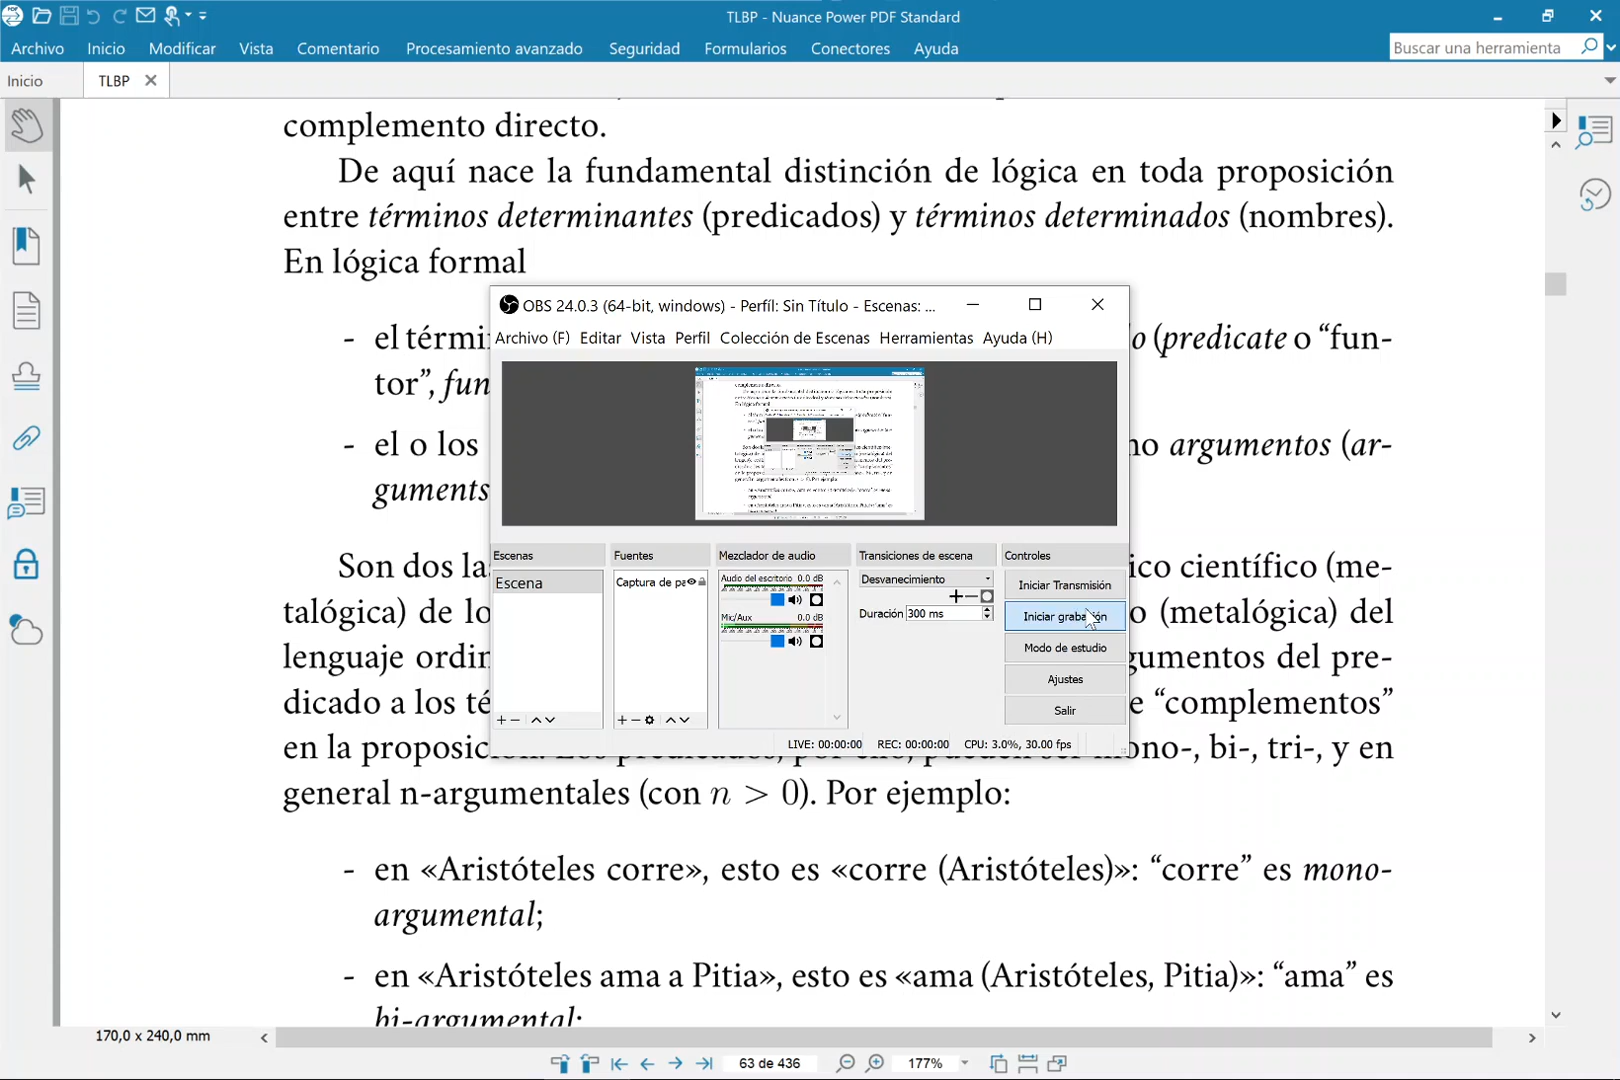 TLBP - Nuance Power PDF Standard
Archivo Inicio Modificar Vista Comentario Procesamiento avanzado Seguridad Formularios Conectores Ayuda
Buscar una herramienta
Inicio TLBP
complemento directo.
De aquí nace la fundamental distinción de lógica en toda proposición
entre términos determinantes (predicados) y términos determinados (nombres).
En lógica formal
- el térmi
o (predicate o “fun-
tor”, fun
- el o los
no argumentos (ar-
guments
Son dos la
ico científico (me-
talógica) de lo
o (metalógica) del
lenguaje ordin
gumentos del pre-
dicado a los té
e “complementos”
en la proposic
ono-, bi-, tri-, y en
general n-argumentales (con n > 0). Por ejemplo:
- en «Aristóteles corre», esto es «corre (Aristóteles)»: “corre” es mono-
argumental;
- en «Aristóteles ama a Pitia», esto es «ama (Aristóteles, Pitia)»: “ama” es
bi-argumental;
OBS 24.0.3 (64-bit, windows) - Perfíl: Sin Título - Escenas: ...
Archivo (F) Editar Vista Perfil Colección de Escenas Herramientas Ayuda (H)
Escenas
Escena
Fuentes
Captura de pa
Mezclador de audio
Audio del escritorio 0.0 dB
Mic/Aux 0.0 dB
Transiciones de escena
Desvanecimiento
Duración 300 ms
Controles
Iniciar Transmisión
Iniciar grabación
Modo de estudio
Ajustes
Salir
LIVE: 00:00:00 REC: 00:00:00 CPU: 3.0%, 30.00 fps
170,0 x 240,0 mm
63 de 436
177%